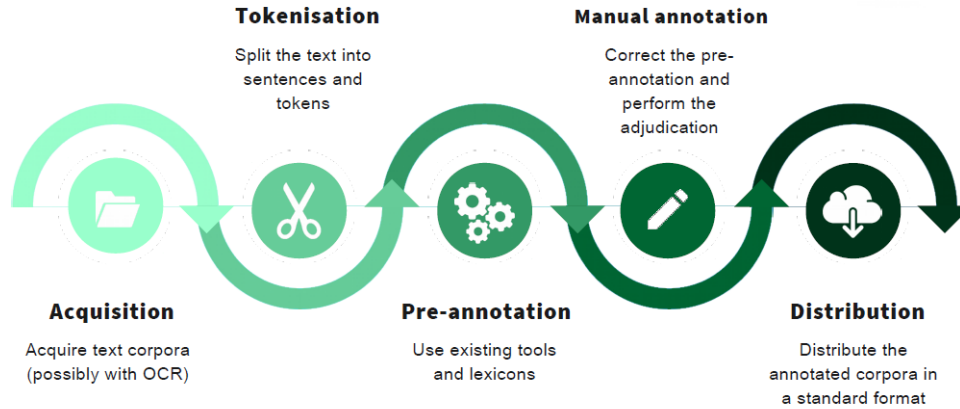 Tokenisation
Split the text into
sentences and
tokens
Manual annotation
Correct the pre-
annotation and
perform the
adjudication
Acquisition
Acquire text corpora
(possibly with OCR)
Pre-annotation
Use existing tools
and lexicons
Distribution
Distribute the
annotated corpora in
a standard format